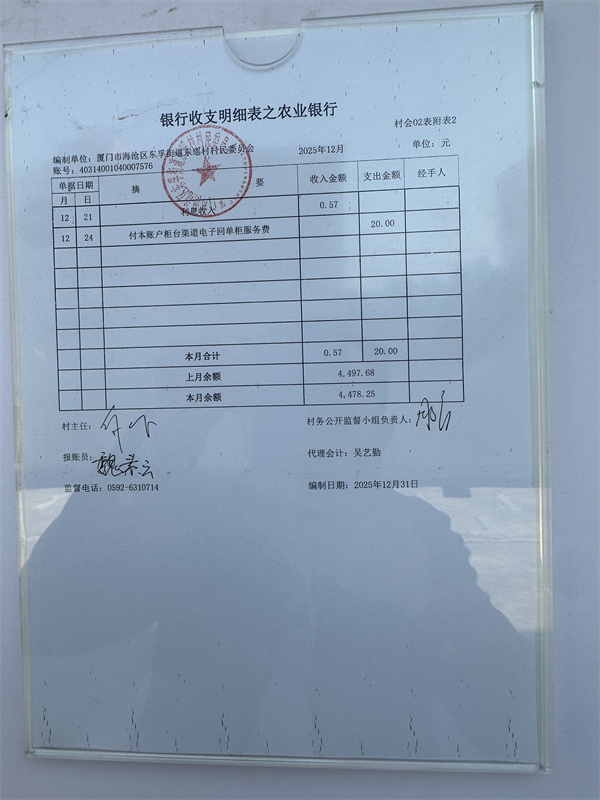 银行收支明细表之农业银行
村会02表附表2
编制单位：厦门市海沧区东孚街道东瑶村村民委员会 2025年12月 单位：元
账号：40314001040007576
单据日期 摘 要 收入金额 支出金额 经手人
月 日
12 21 利息收入 0.57
12 24 付本账户柜台渠道电子回单柜服务费 20.00
本月合计 0.57 20.00
上月余额 4,497.68
本月余额 4,478.25
村主任： 村务公开监督小组负责人：
报账员： 代理会计：吴艺勤
监督电话：0592-6310714 编制日期：2025年12月31日